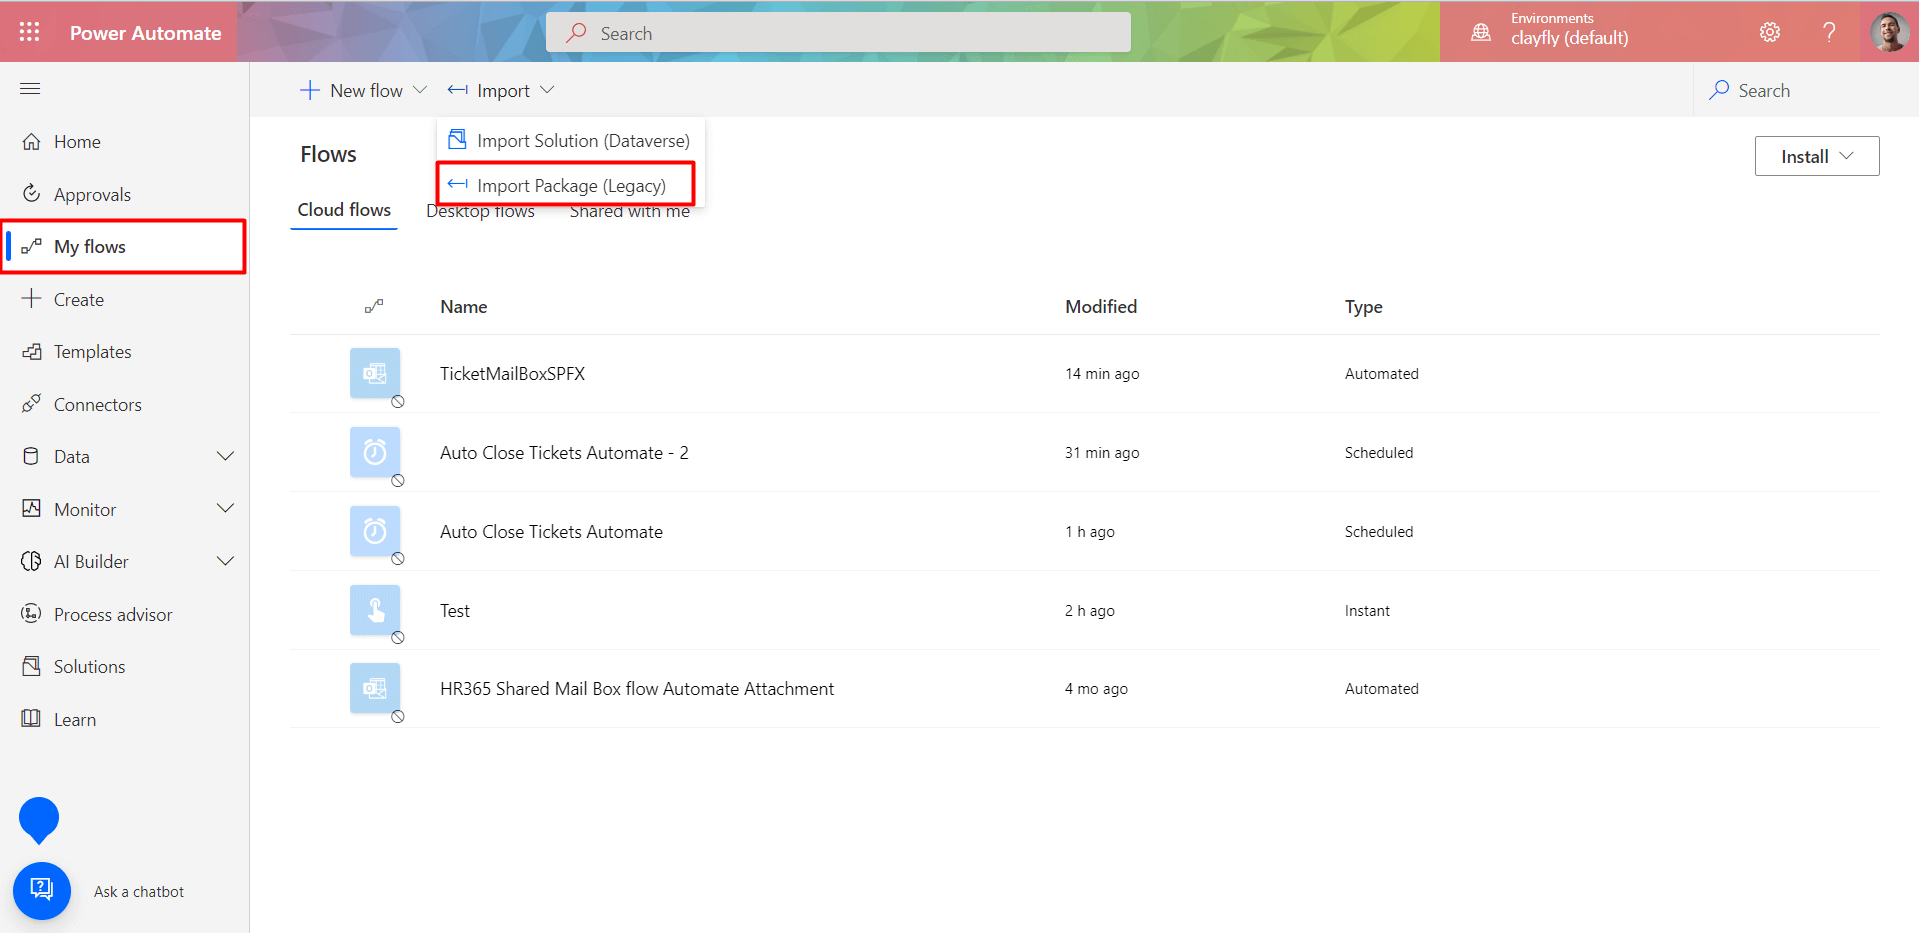 Power Automate
Search
Environments
clayfly (default)
New flow
Import
Search
Home
Approvals
My flows
Create
Templates
Connectors
Data
Monitor
AI Builder
Process advisor
Solutions
Learn
Ask a chatbot
Import Solution (Dataverse)
Import Package (Legacy)
Flows
Install
Cloud flows Desktop flows Shared with me
Name Modified Type
TicketMailBoxSPFX 14 min ago Automated
Auto Close Tickets Automate - 2 31 min ago Scheduled
Auto Close Tickets Automate 1 h ago Scheduled
Test 2 h ago Instant
HR365 Shared Mail Box flow Automate Attachment 4 mo ago Automated